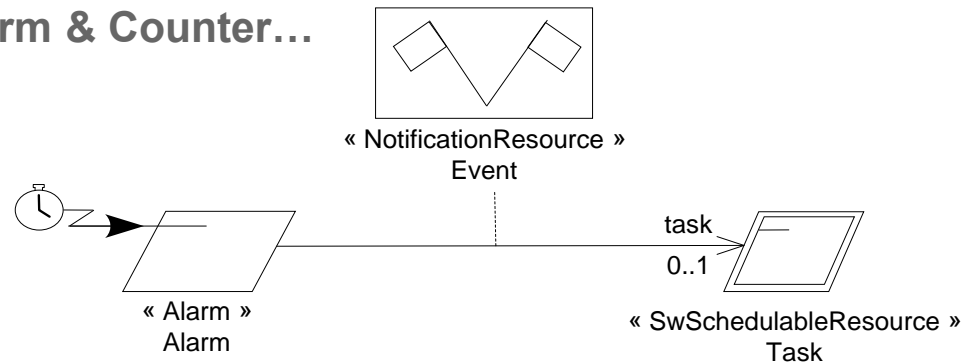 rm & Counter…
« NotificationResource »
Event
task
0..1
« Alarm »
Alarm
« SwSchedulableResource »
Task